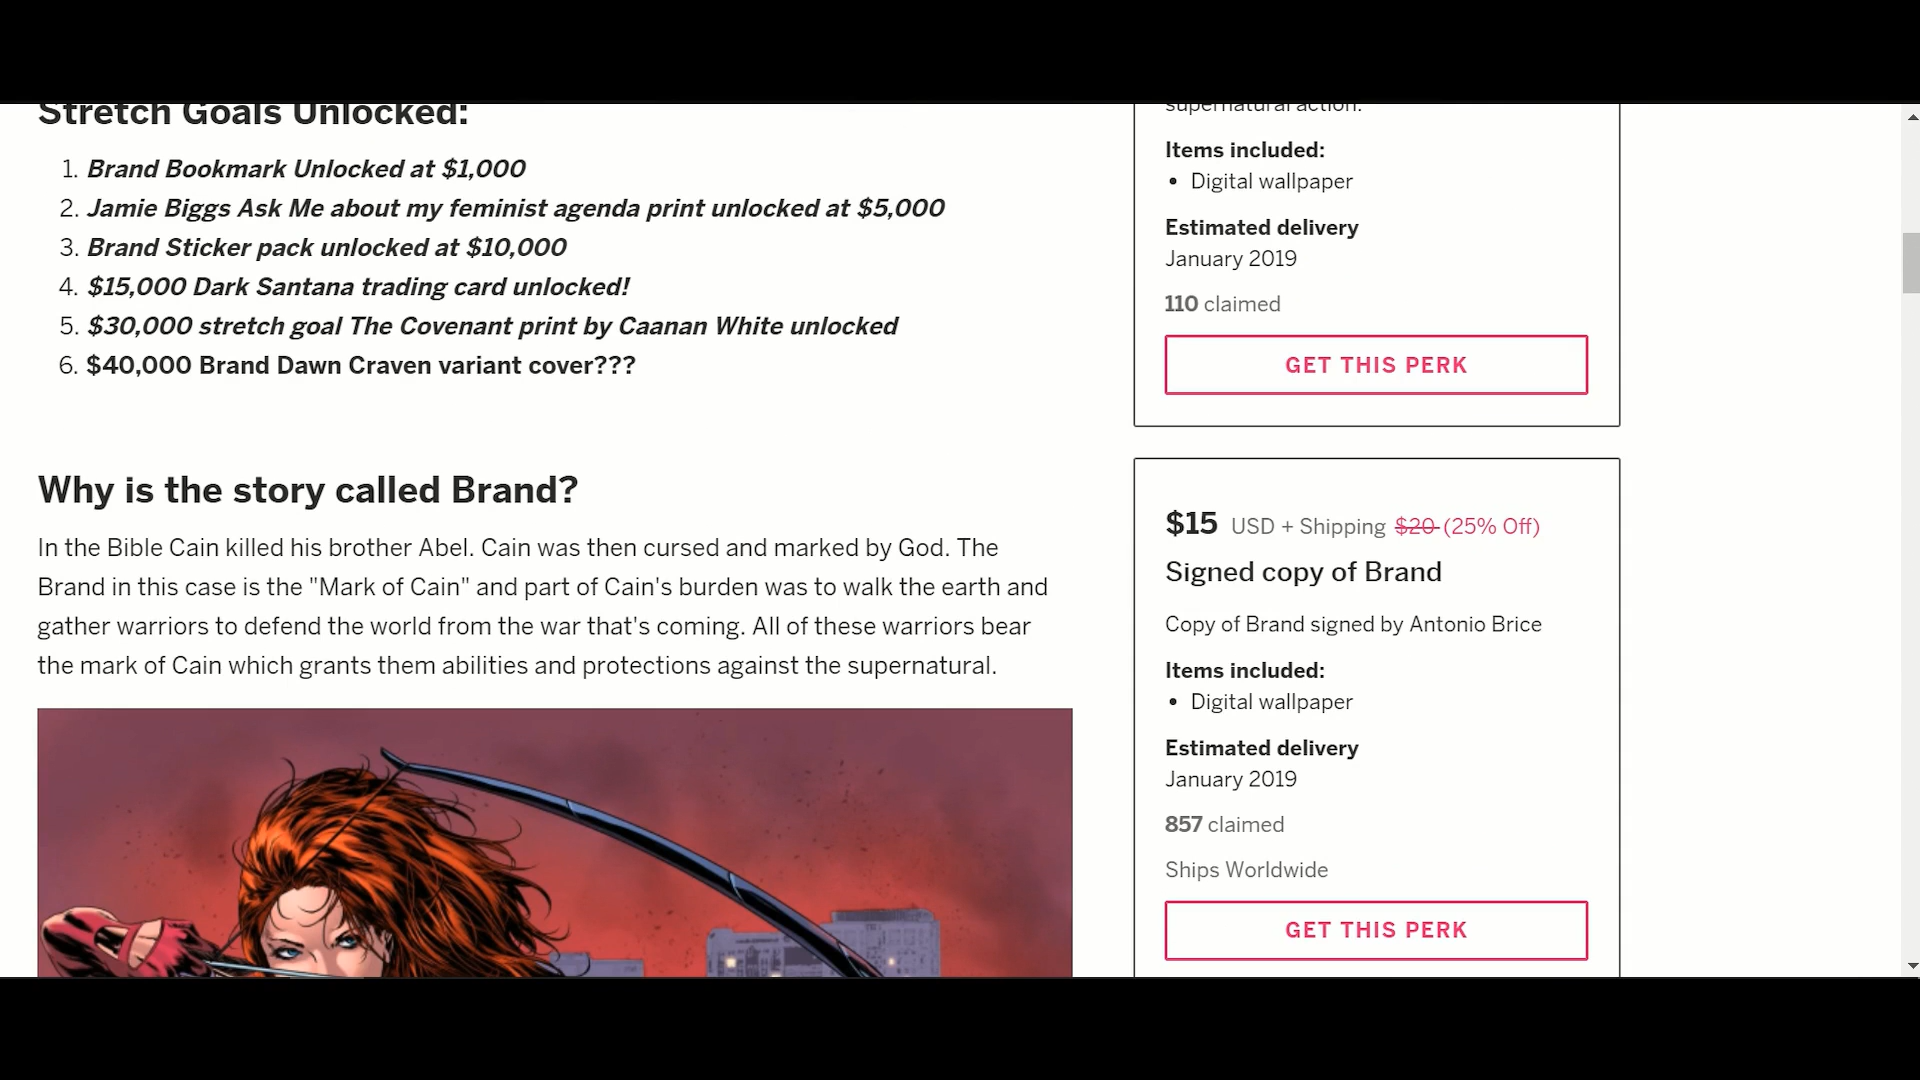 Stretch Goals Unlocked:
1. Brand Bookmark Unlocked at $1,000
2. Jamie Biggs Ask Me about my feminist agenda print unlocked at $5,000
3. Brand Sticker pack unlocked at $10,000
4. $15,000 Dark Santana trading card unlocked!
5. $30,000 stretch goal The Covenant print by Caanan White unlocked
6. $40,000 Brand Dawn Craven variant cover???
Why is the story called Brand?
In the Bible Cain killed his brother Abel. Cain was then cursed and marked by God. The
Brand in this case is the "Mark of Cain" and part of Cain's burden was to walk the earth and
gather warriors to defend the world from the war that's coming. All of these warriors bear
the mark of Cain which grants them abilities and protections against the supernatural.
supernatural action.
Items included:
• Digital wallpaper
Estimated delivery
January 2019
110 claimed
GET THIS PERK
$15 USD + Shipping $20 (25% Off)
Signed copy of Brand
Copy of Brand signed by Antonio Brice
Items included:
• Digital wallpaper
Estimated delivery
January 2019
857 claimed
Ships Worldwide
GET THIS PERK